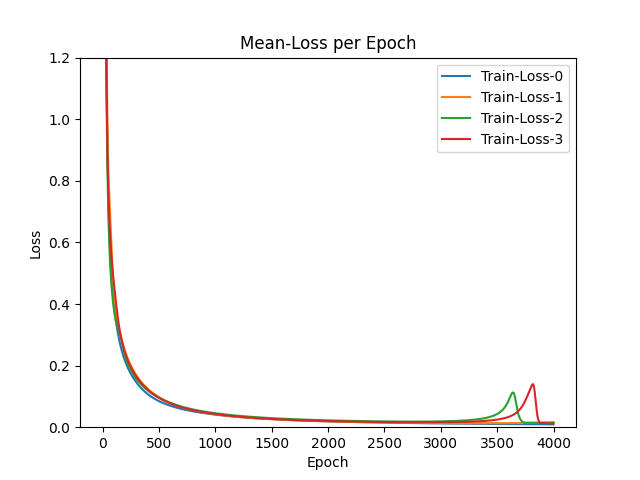 Mean-Loss per Epoch
Train-Loss-0
Train-Loss-1
Train-Loss-2
Train-Loss-3
Loss
1.2
1.0
0.8
0.6
0.4
0.2
0.0
0 500 1000 1500 2000 2500 3000 3500 4000
Epoch